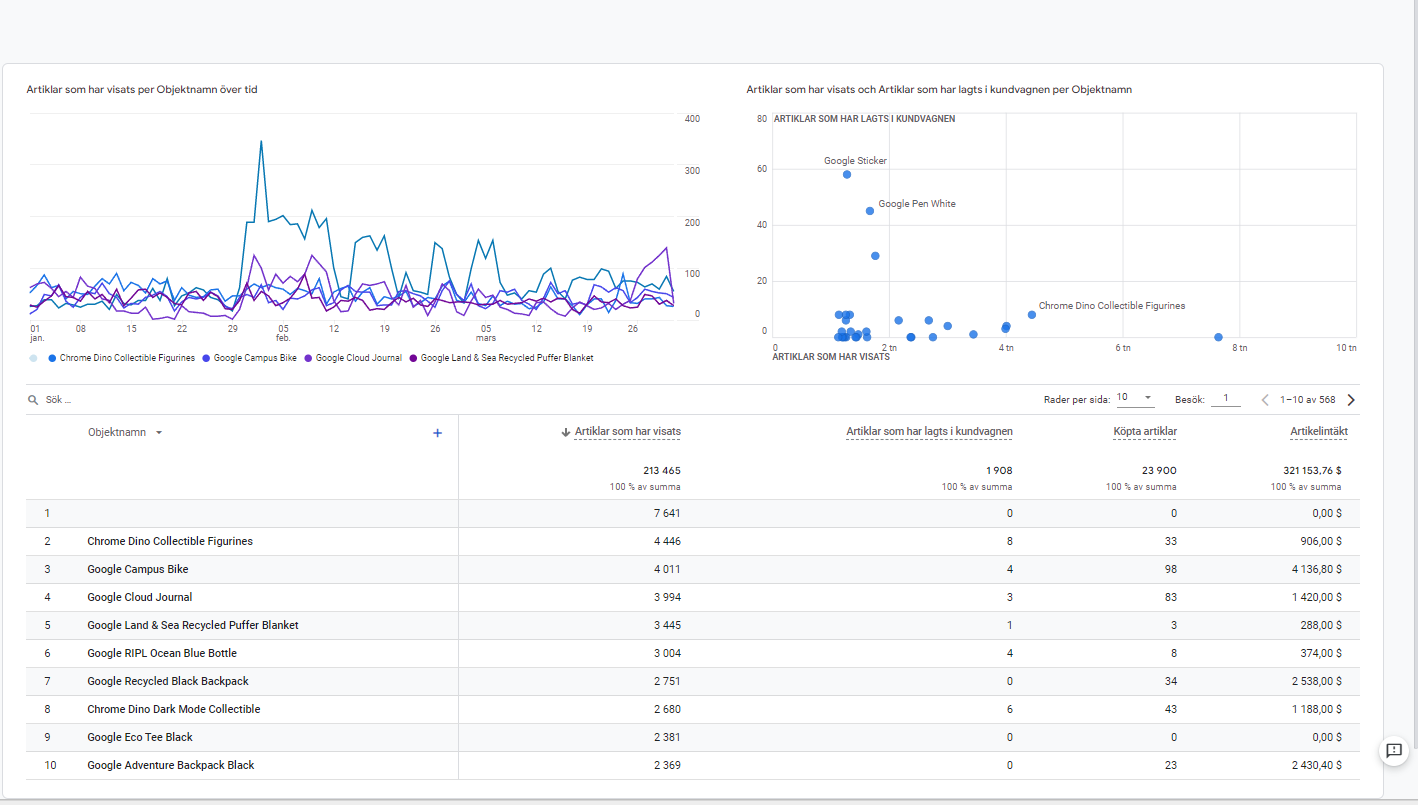 Artiklar som har visats per Objektnamn över tid
400
300
200
100
0
01 08 15 22 29 05 12 19 26 05 12 19 26
jan. feb. mars
Chrome Dino Collectible Figurines Google Campus Bike Google Cloud Journal Google Land & Sea Recycled Puffer Blanket
Artiklar som har visats och Artiklar som har lagts i kundvagnen per Objektnamn
80 ARTIKLAR SOM HAR LAGTS I KUNDVAGNEN
Google Sticker
60
Google Pen White
40
20
Chrome Dino Collectible Figurines
0
0 2 tn 4 tn 6 tn 8 tn 10 tn
ARTIKLAR SOM HAR VISATS
Sök ... Rader per sida: 10 Besök: 1 1–10 av 568
Objektnamn + Artiklar som har visats Artiklar som har lagts i kundvagnen Köpta artiklar Artikelintäkt
213 465 1 908 23 900 321 153,76 $
100 % av summa 100 % av summa 100 % av summa 100 % av summa
1 7 641 0 0 0,00 $
2 Chrome Dino Collectible Figurines 4 446 8 33 906,00 $
3 Google Campus Bike 4 011 4 98 4 136,80 $
4 Google Cloud Journal 3 994 3 83 1 420,00 $
5 Google Land & Sea Recycled Puffer Blanket 3 445 1 3 288,00 $
6 Google RIPL Ocean Blue Bottle 3 004 4 8 374,00 $
7 Google Recycled Black Backpack 2 751 0 34 2 538,00 $
8 Chrome Dino Dark Mode Collectible 2 680 6 43 1 188,00 $
9 Google Eco Tee Black 2 381 0 0 0,00 $
10 Google Adventure Backpack Black 2 369 0 23 2 430,40 $